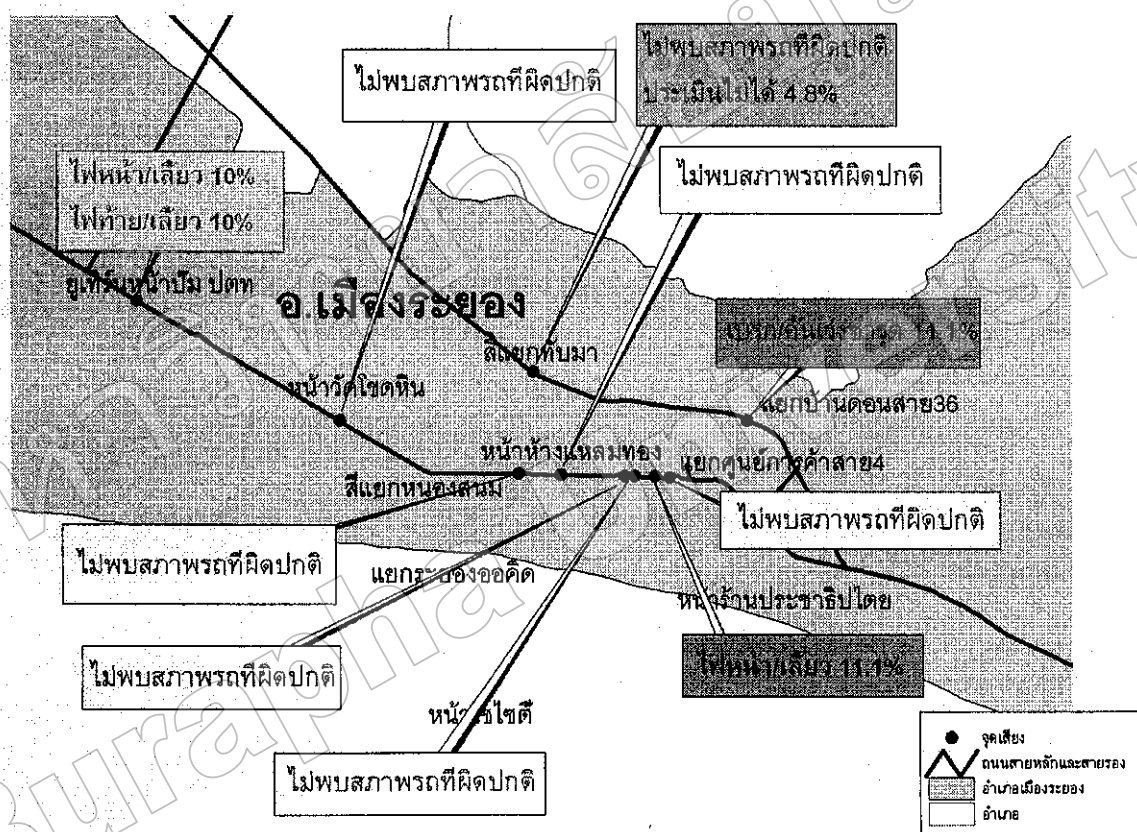 ไม่พบสภาพรถที่ผิดปกติ
ไม่พบสภาพรถที่ผิดปกติ
ประเมินไม่ได้ 4.8%
ไฟหน้า/เลี้ยว 10%
ไฟท้าย/เลี้ยว 10%
ไม่พบสภาพรถที่ผิดปกติ
ยูเทิร์นหน้าปั๊ม ปตท
อ.เมืองระยอง
เบรก/คันเร่งชำรุด 11.1%
สี่แยกทับมา
หน้าวัดโขดหิน
แยกบ้านดอนสาย36
หน้าห้างแหลมทอง
แยกศูนย์การค้าสาย4
สี่แยกหนองสนม
ไม่พบสภาพรถที่ผิดปกติ
ไม่พบสภาพรถที่ผิดปกติ
แยกระยองออคิด
หน้าร้านประชาธิปไตย
ไม่พบสภาพรถที่ผิดปกติ
ไฟหน้า/เลี้ยว 11.1%
ไม่พบสภาพรถที่ผิดปกติ
จุดเสี่ยง
ถนนสายหลักและสายรอง
อำเภอเมืองระยอง
อำเภอ
Burapha University